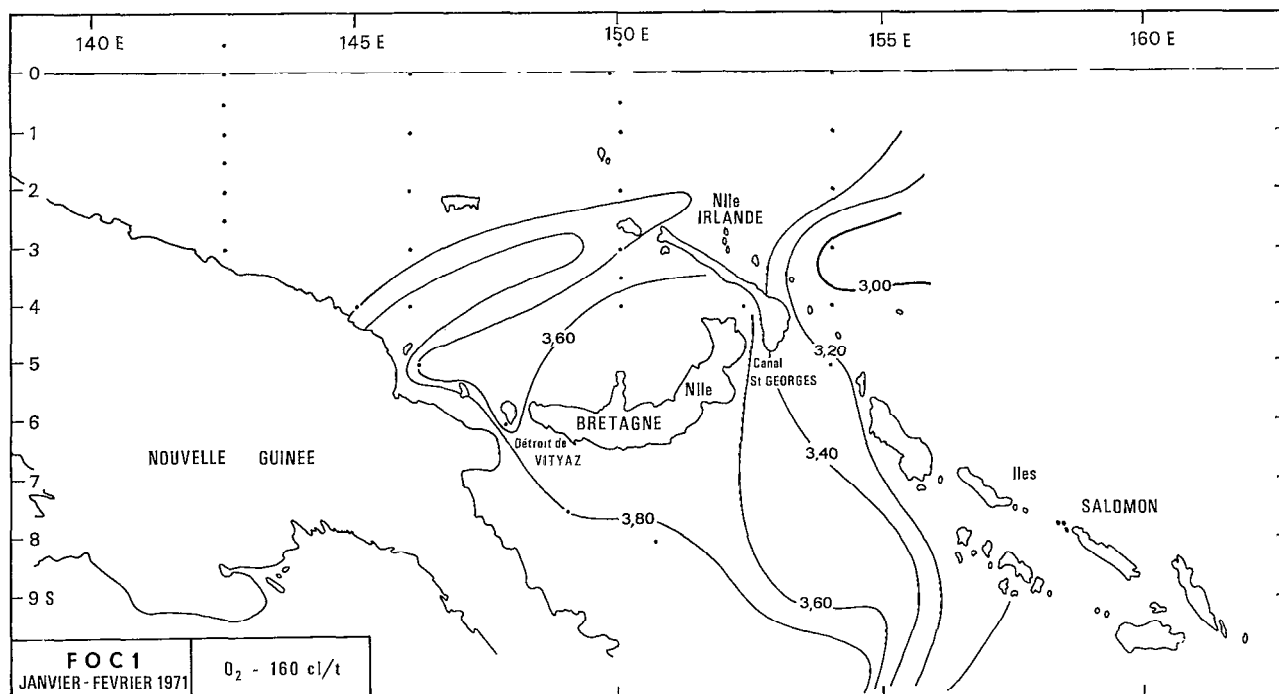 140 E
145 E
150 E
155 E
160 E
0
1
2
3
4
5
6
7
8
9 S
Nlle
IRLANDE
3,00
3,60
3,20
Canal
St GEORGES
Nlle
BRETAGNE
Détroit de
VITYAZ
3,40
NOUVELLE GUINEE
Iles
SALOMON
3,80
3,60
FOC1
JANVIER-FEVRIER 1971
O₂ - 160 cl/t